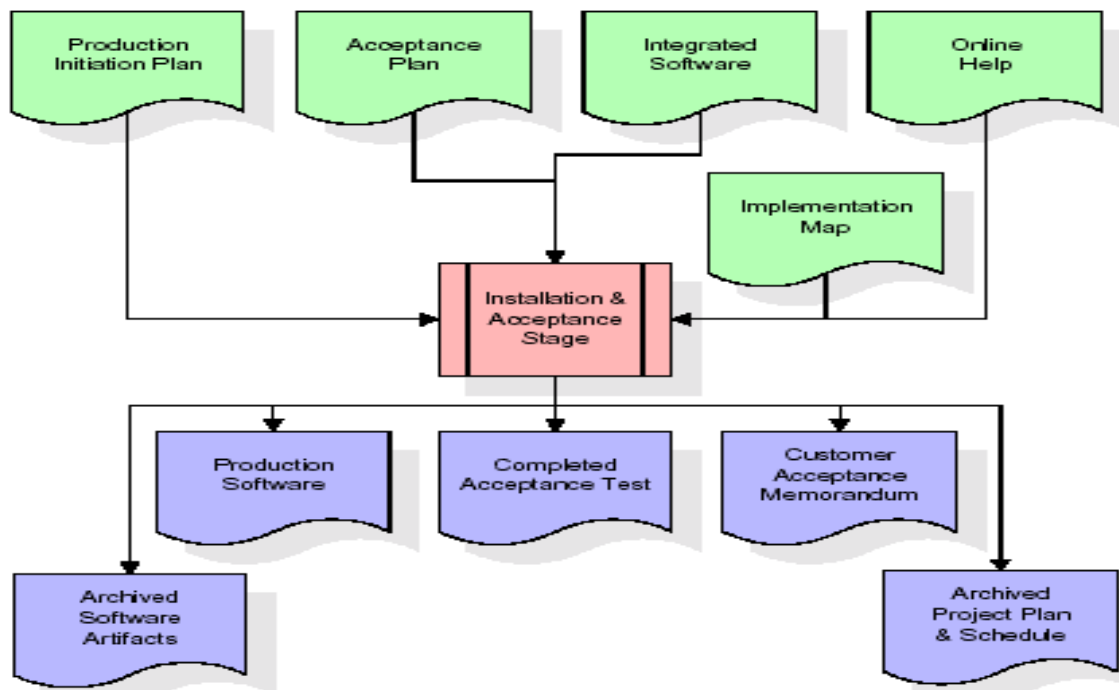 Production
Initiation Plan
Acceptance
Plan
Integrated
Software
Online
Help
Implementation
Map
Installation &
Acceptance
Stage
Production
Software
Completed
Acceptance Test
Customer
Acceptance
Memorandum
Archived
Software
Artifacts
Archived
Project Plan
& Schedule